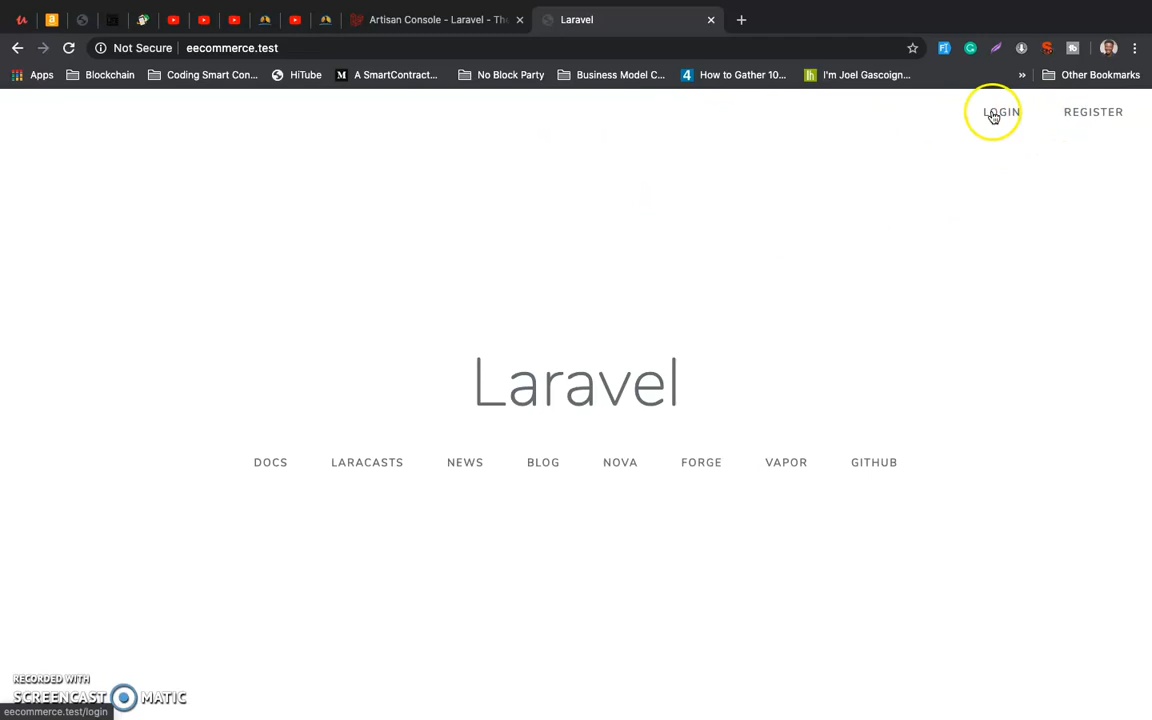 Artisan Console - Laravel - Th
Laravel
Not Secure
eecommerce.test
Apps
Blockchain
Coding Smart Con...
HiTube
A SmartContract...
No Block Party
Business Model C...
How to Gather 10...
I'm Joel Gascoign...
Other Bookmarks
LOGIN
REGISTER
Laravel
DOCS
LARACASTS
NEWS
BLOG
NOVA
FORGE
VAPOR
GITHUB
RECORDED WITH
SCREENCAST MATIC
eecommerce.test/login